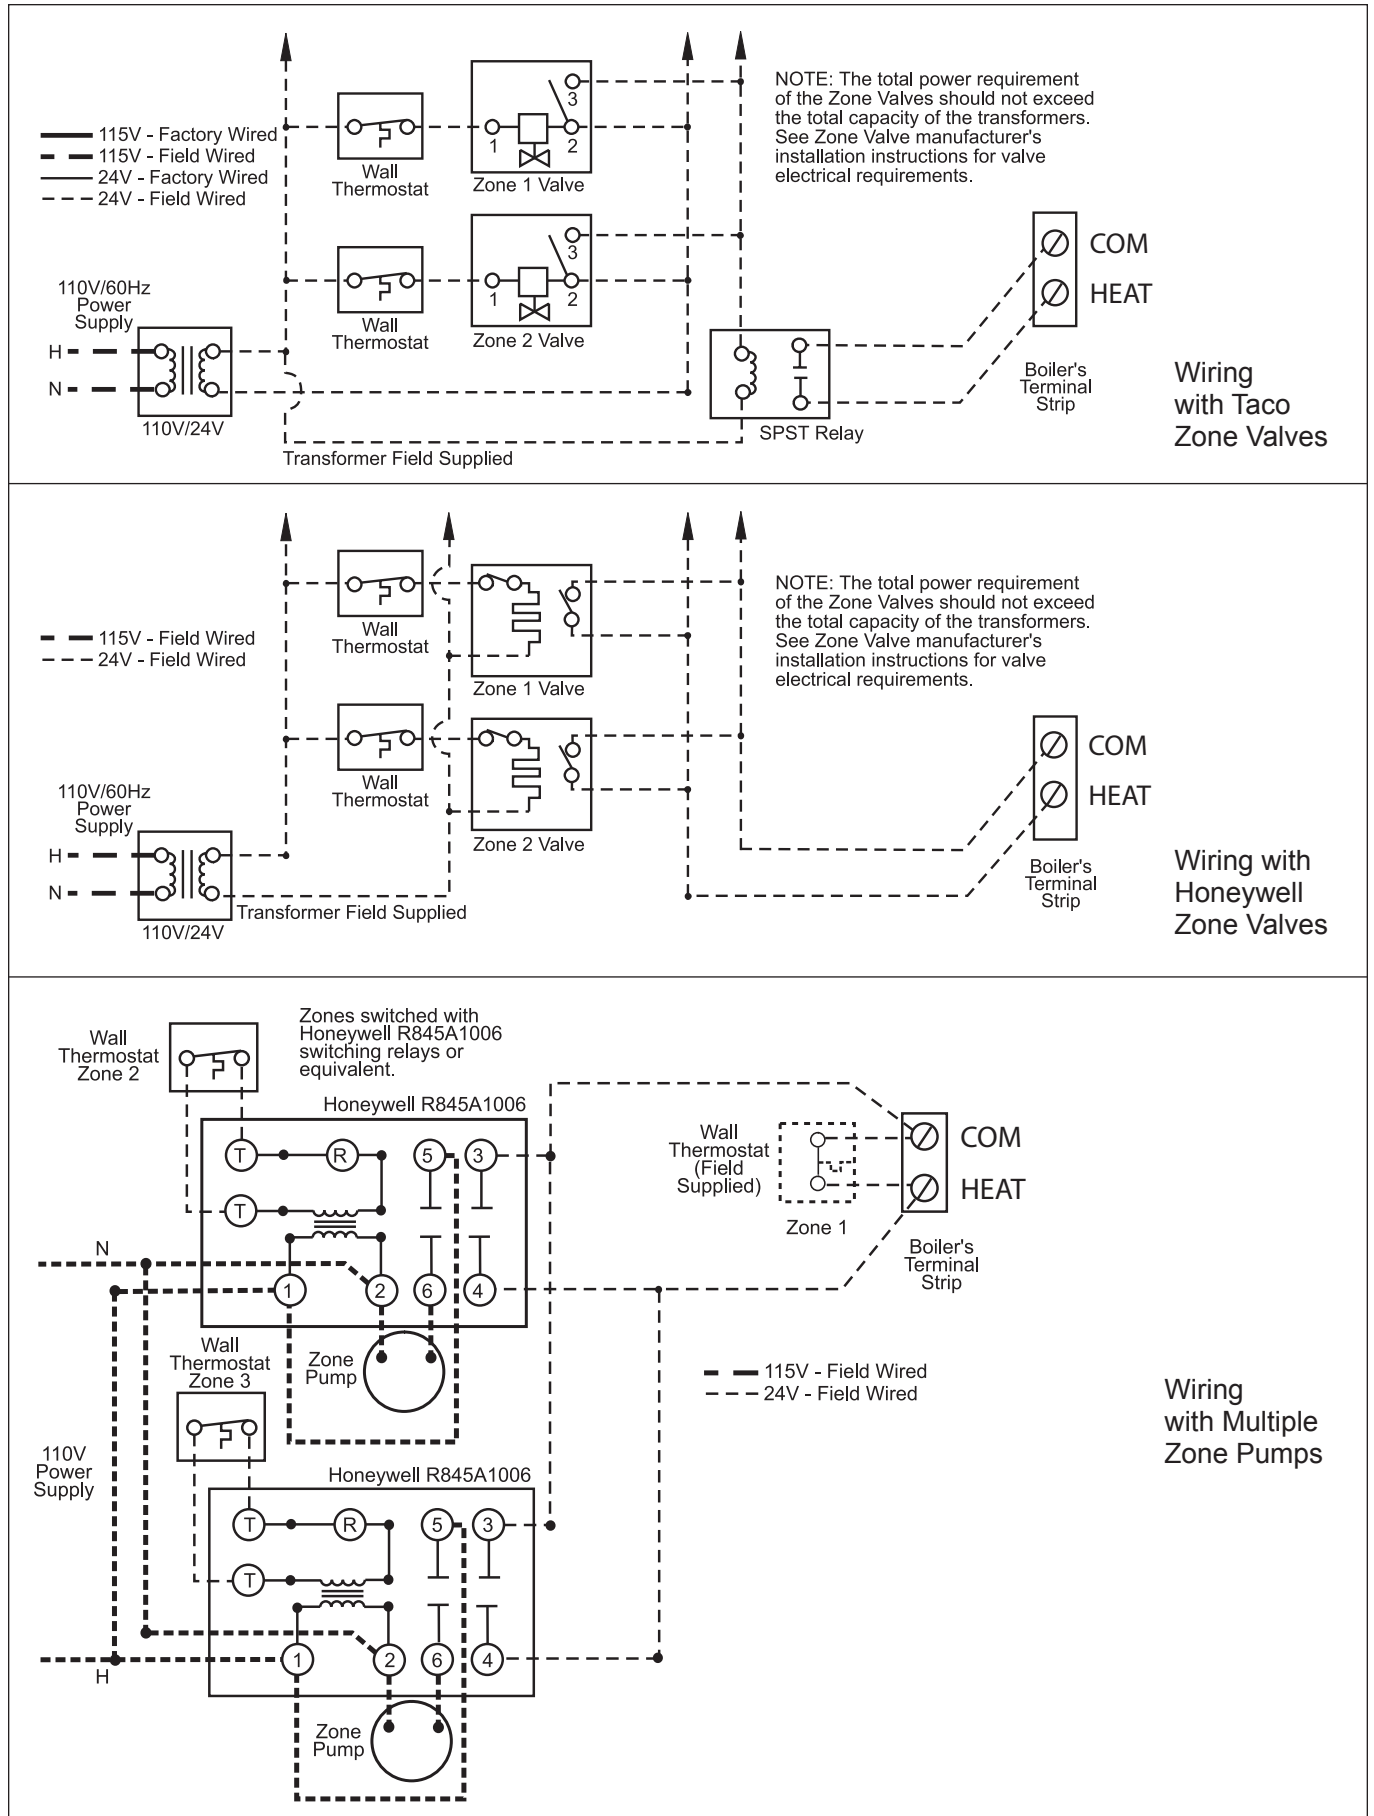 115V - Factory Wired
115V - Field Wired
24V - Factory Wired
24V - Field Wired
Wall
Thermostat
1
2
3
Zone 1 Valve
NOTE: The total power requirement
of the Zone Valves should not exceed
the total capacity of the transformers.
See Zone Valve manufacturer's
installation instructions for valve
electrical requirements.
Wall
Thermostat
1
2
3
Zone 2 Valve
110V/60Hz
Power
Supply
H
N
110V/24V
Transformer Field Supplied
SPST Relay
COM
HEAT
Boiler's
Terminal
Strip
Wiring
with Taco
Zone Valves
115V - Field Wired
24V - Field Wired
Wall
Thermostat
Zone 1 Valve
NOTE: The total power requirement
of the Zone Valves should not exceed
the total capacity of the transformers.
See Zone Valve manufacturer's
installation instructions for valve
electrical requirements.
Wall
Thermostat
Zone 2 Valve
110V/60Hz
Power
Supply
H
N
110V/24V
Transformer Field Supplied
COM
HEAT
Boiler's
Terminal
Strip
Wiring with
Honeywell
Zone Valves
Wall
Thermostat
Zone 2
Zones switched with
Honeywell R845A1006
switching relays or
equivalent.
Honeywell R845A1006
T
R
5
3
T
N
1
2
6
4
Zone
Pump
Wall
Thermostat
(Field
Supplied)
Zone 1
COM
HEAT
Boiler's
Terminal
Strip
Wall
Thermostat
Zone 3
115V - Field Wired
24V - Field Wired
Wiring
with Multiple
Zone Pumps
110V
Power
Supply
Honeywell R845A1006
T
R
5
3
T
1
2
6
4
H
Zone
Pump